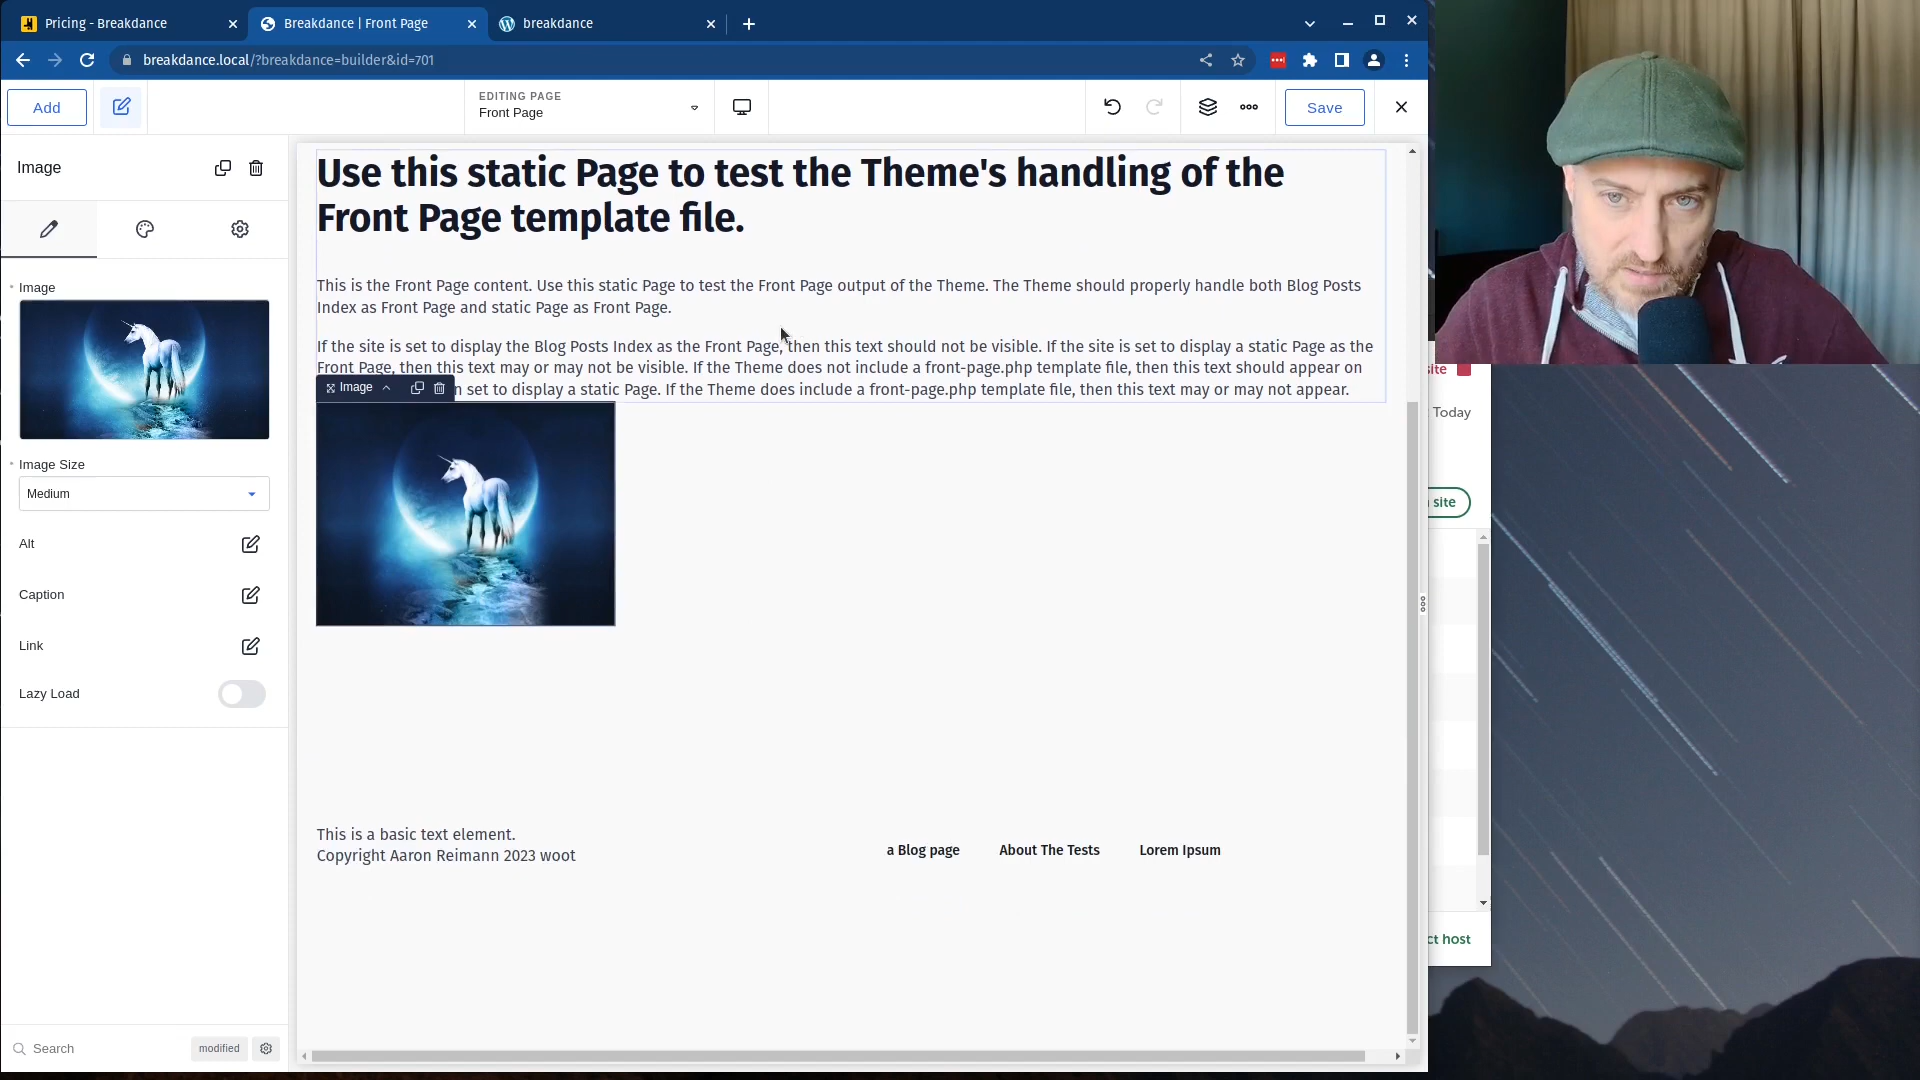 Pricing - Breakdance
Breakdance | Front Page
breakdance
breakdance.local/?breakdance=builder&id=701
Add
EDITING PAGE
Front Page
Save
Image
Image
Image Size
Medium
Alt
Caption
Link
Lazy Load
Search
modified
Use this static Page to test the Theme's handling of the
Front Page template file.
This is the Front Page content. Use this static Page to test the Front Page output of the Theme. The Theme should properly handle both Blog Posts
Index as Front Page and static Page as Front Page.
If the site is set to display the Blog Posts Index as the Front Page, then this text should not be visible. If the site is set to display a static Page as the
Front Page, then this text may or may not be visible. If the Theme does not include a front-page.php template file, then this text should appear on
Image
n set to display a static Page. If the Theme does include a front-page.php template file, then this text may or may not appear.
This is a basic text element.
Copyright Aaron Reimann 2023 woot
a Blog page
About The Tests
Lorem Ipsum
site
Today
site
ct host